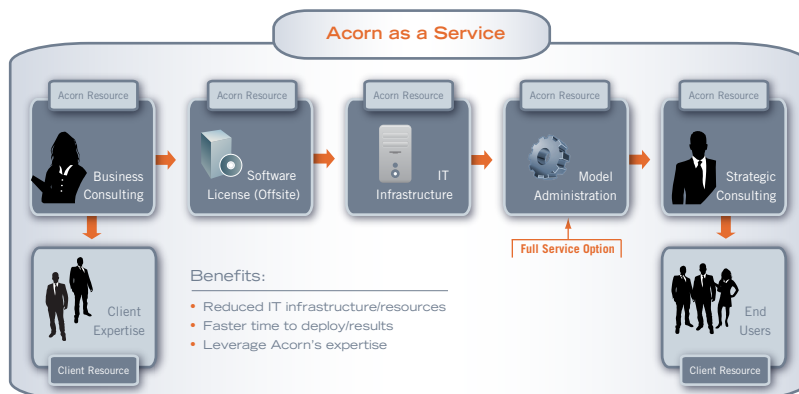 Acorn as a Service
Acorn Resource
Business
Consulting
Acorn Resource
Software
License (Offsite)
Acorn Resource
IT
Infrastructure
Acorn Resource
Model
Administration
Acorn Resource
Strategic
Consulting
Full Service Option
Client
Expertise
Client Resource
Benefits:
• Reduced IT infrastructure/resources
• Faster time to deploy/results
• Leverage Acorn's expertise
End
Users
Client Resource